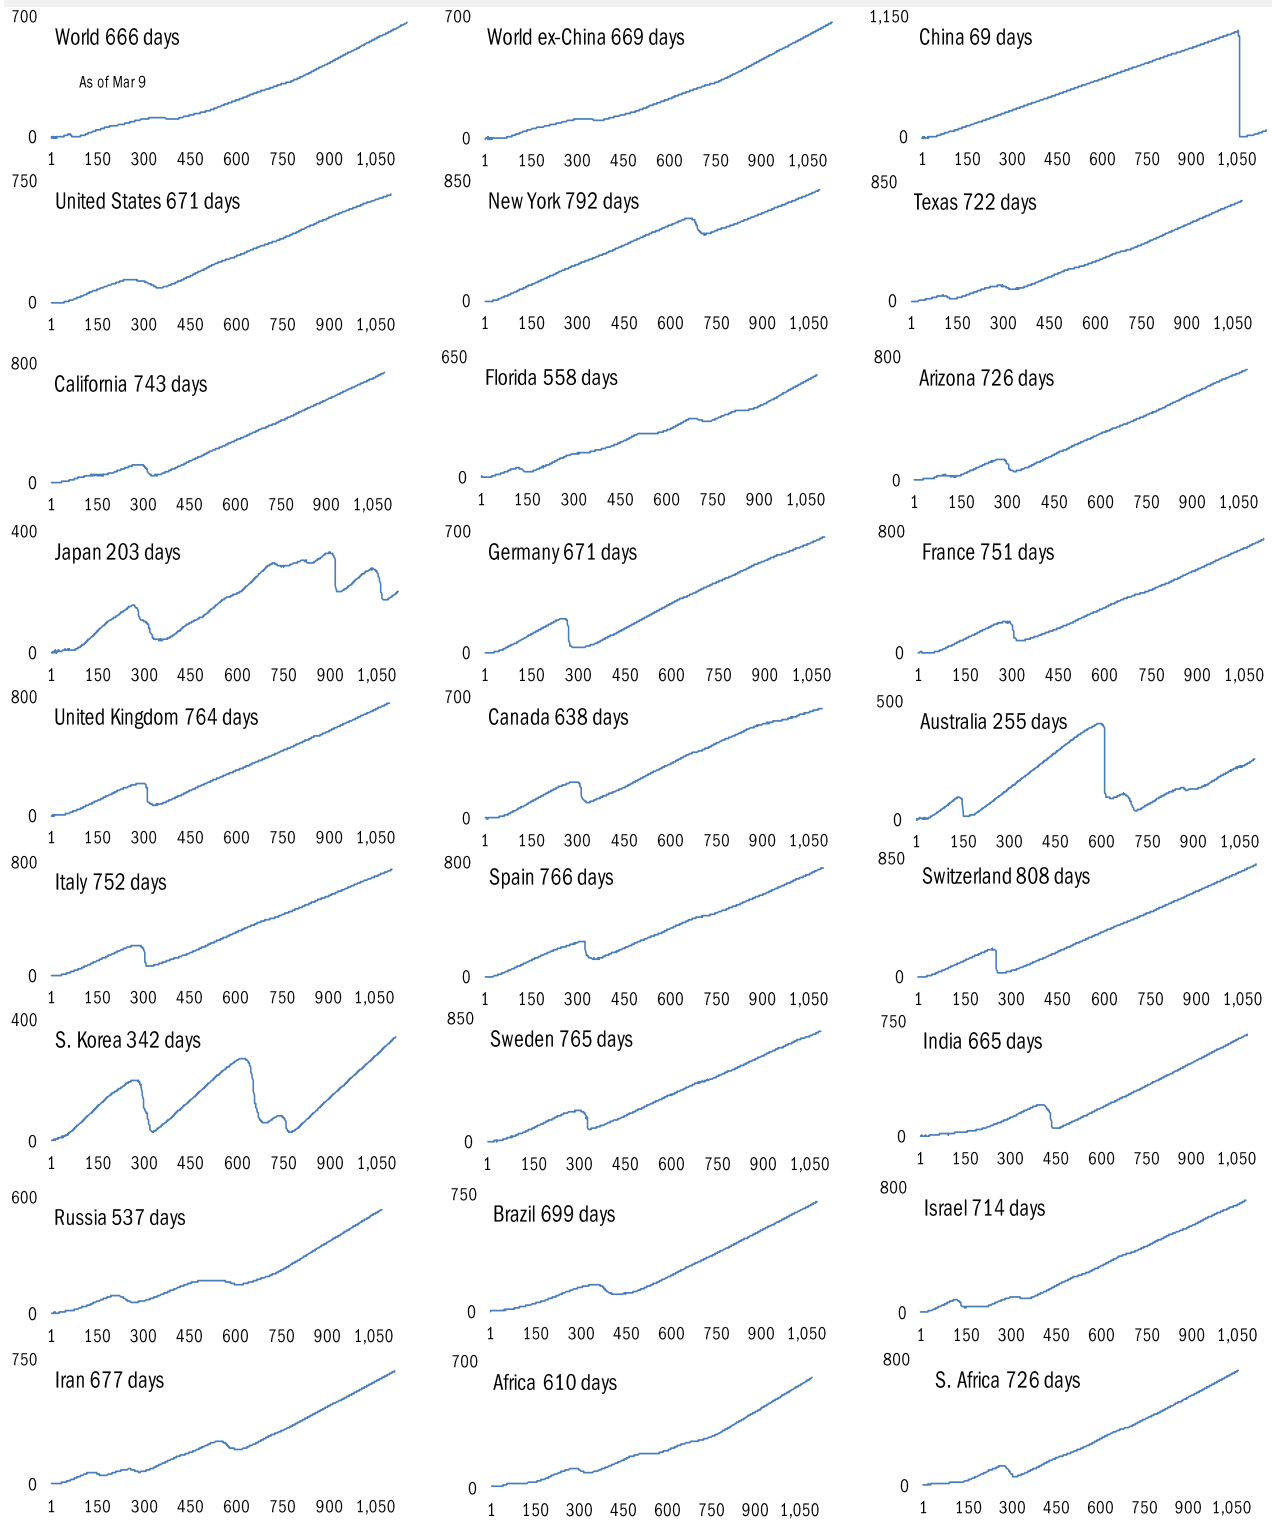 700 700 1,150
World 666 days World ex-China 669 days China 69 days
As of Mar 9
0 0 0
1 150 300 450 600 750 900 1,050 1 150 300 450 600 750 900 1,050 1 150 300 450 600 750 900 1,050
750 850 850
United States 671 days New York 792 days Texas 722 days
0 0 0
1 150 300 450 600 750 900 1,050 1 150 300 450 600 750 900 1,050 1 150 300 450 600 750 900 1,050
800 650 800
California 743 days Florida 558 days Arizona 726 days
0 0 0
1 150 300 450 600 750 900 1,050 1 150 300 450 600 750 900 1,050 1 150 300 450 600 750 900 1,050
400 700 800
Japan 203 days Germany 671 days France 751 days
0 0 0
1 150 300 450 600 750 900 1,050 1 150 300 450 600 750 900 1,050 1 150 300 450 600 750 900 1,050
800 700 500
United Kingdom 764 days Canada 638 days Australia 255 days
0 0 0
1 150 300 450 600 750 900 1,050 1 150 300 450 600 750 900 1,050 1 150 300 450 600 750 900 1,050
800 800 850
Italy 752 days Spain 766 days Switzerland 808 days
0 0 0
1 150 300 450 600 750 900 1,050 1 150 300 450 600 750 900 1,050 1 150 300 450 600 750 900 1,050
400 850 750
S. Korea 342 days Sweden 765 days India 665 days
0 0 0
1 150 300 450 600 750 900 1,050 1 150 300 450 600 750 900 1,050 1 150 300 450 600 750 900 1,050
600 750 800
Russia 537 days Brazil 699 days Israel 714 days
0 0 0
1 150 300 450 600 750 900 1,050 1 150 300 450 600 750 900 1,050 1 150 300 450 600 750 900 1,050
750 700 800
Iran 677 days Africa 610 days S. Africa 726 days
0 0 0
1 150 300 450 600 750 900 1,050 1 150 300 450 600 750 900 1,050 1 150 300 450 600 750 900 1,050